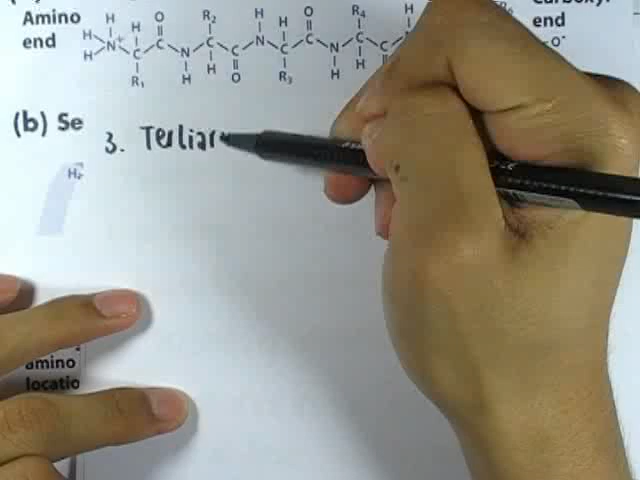 Amino
end
H H H N + C H R₁ C O N H R₂ C H C O N H C H R₃ C O N H R₄ C H C H
Carboxyl
end
O⁻
(b) Se
3. Tertiar
H₂
amino
locatio